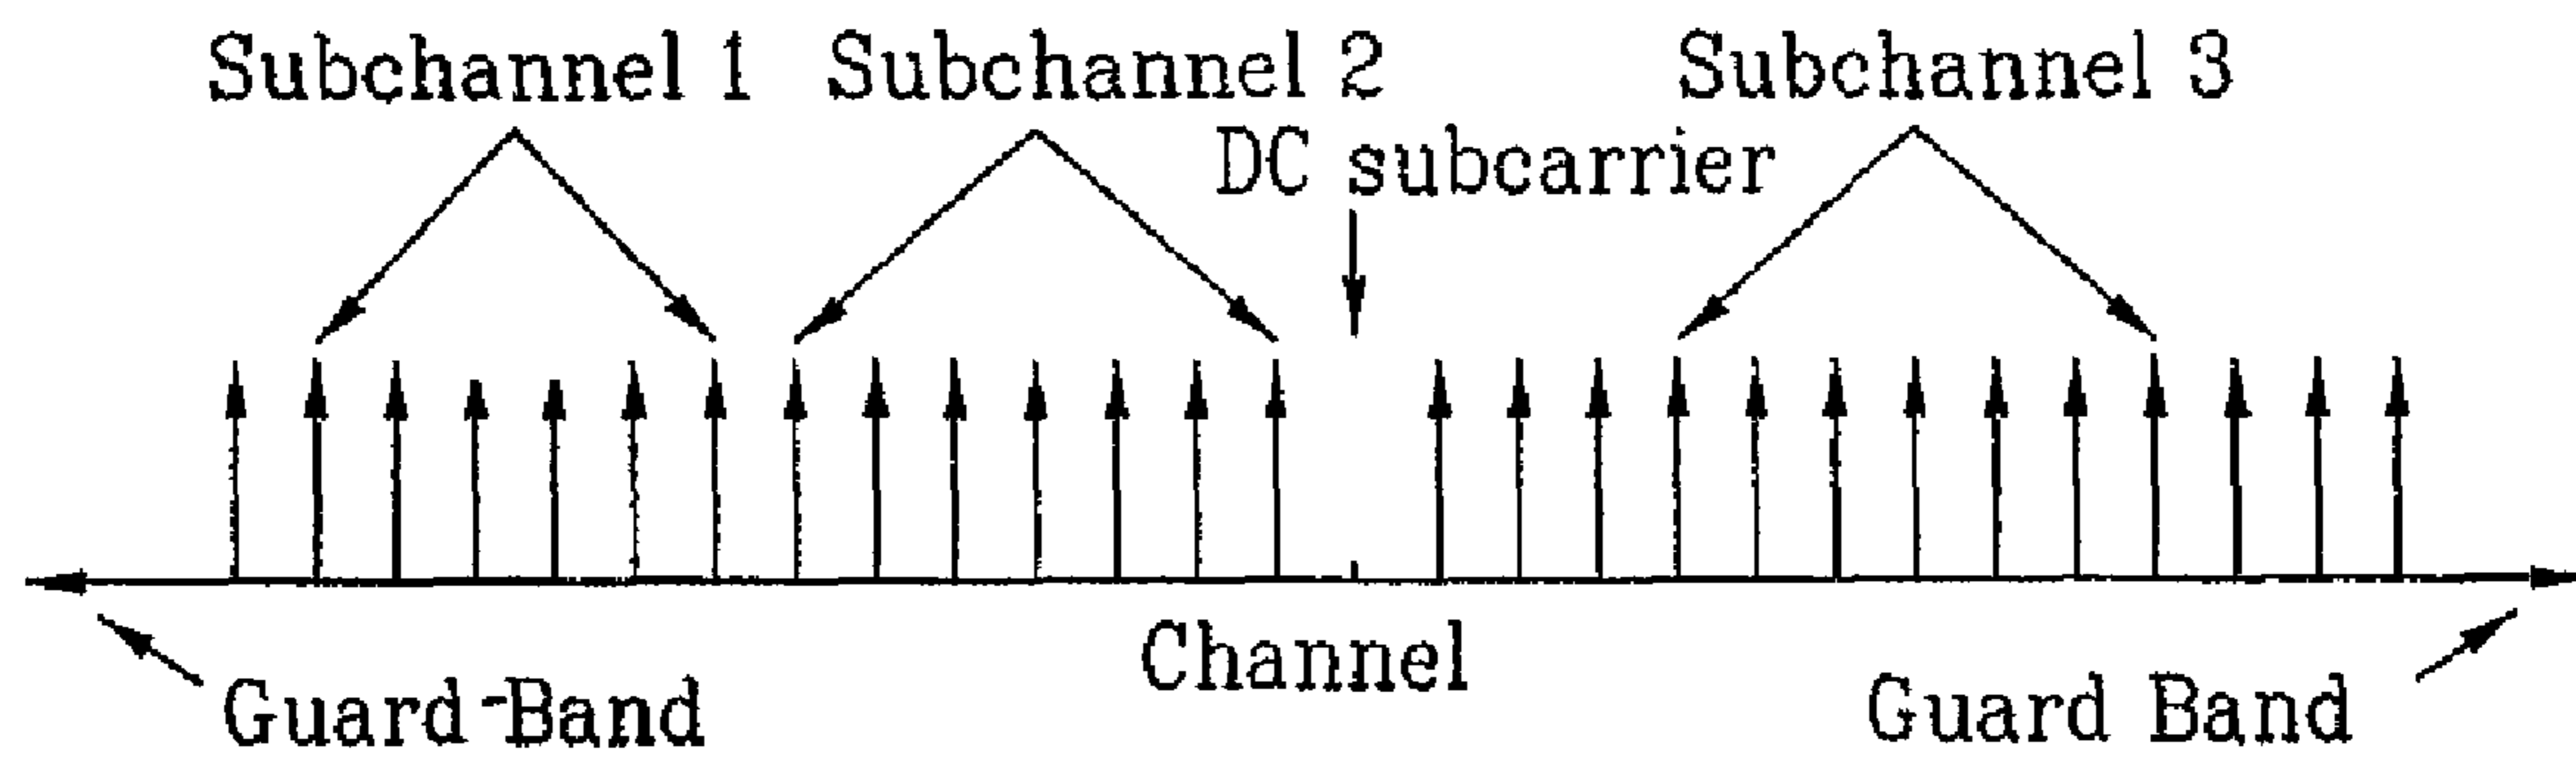 Subchannel 1 Subchannel 2 Subchannel 3
DC subcarrier
Channel
Guard-Band Guard Band